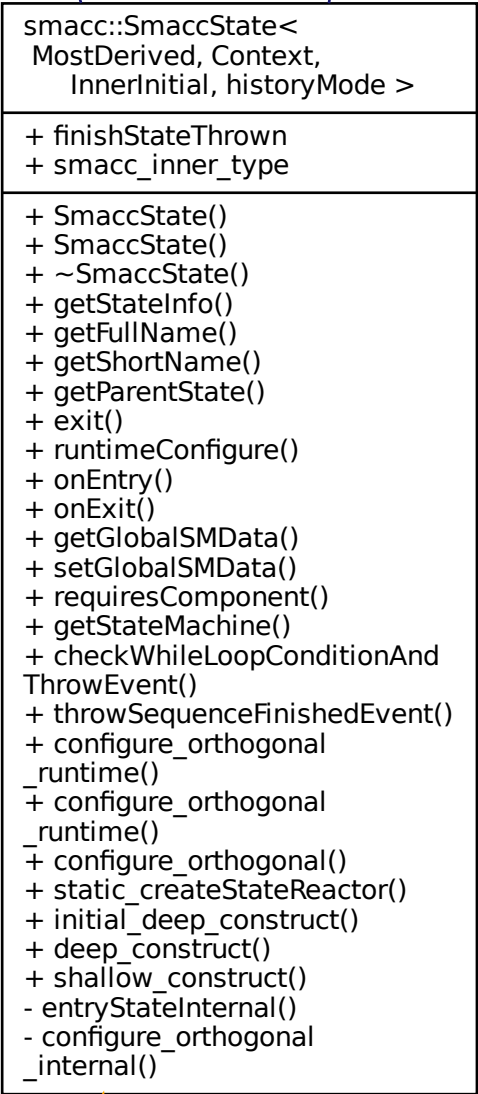 smacc::SmaccState<
MostDerived, Context,
InnerInitial, historyMode >
+ finishStateThrown
+ smacc_inner_type
+ SmaccState()
+ SmaccState()
+ ~SmaccState()
+ getStateInfo()
+ getFullName()
+ getShortName()
+ getParentState()
+ exit()
+ runtimeConfigure()
+ onEntry()
+ onExit()
+ getGlobalSMData()
+ setGlobalSMData()
+ requiresComponent()
+ getStateMachine()
+ checkWhileLoopConditionAnd
ThrowEvent()
+ throwSequenceFinishedEvent()
+ configure_orthogonal
_runtime()
+ configure_orthogonal
_runtime()
+ configure_orthogonal()
+ static_createStateReactor()
+ initial_deep_construct()
+ deep_construct()
+ shallow_construct()
- entryStateInternal()
- configure_orthogonal
_internal()